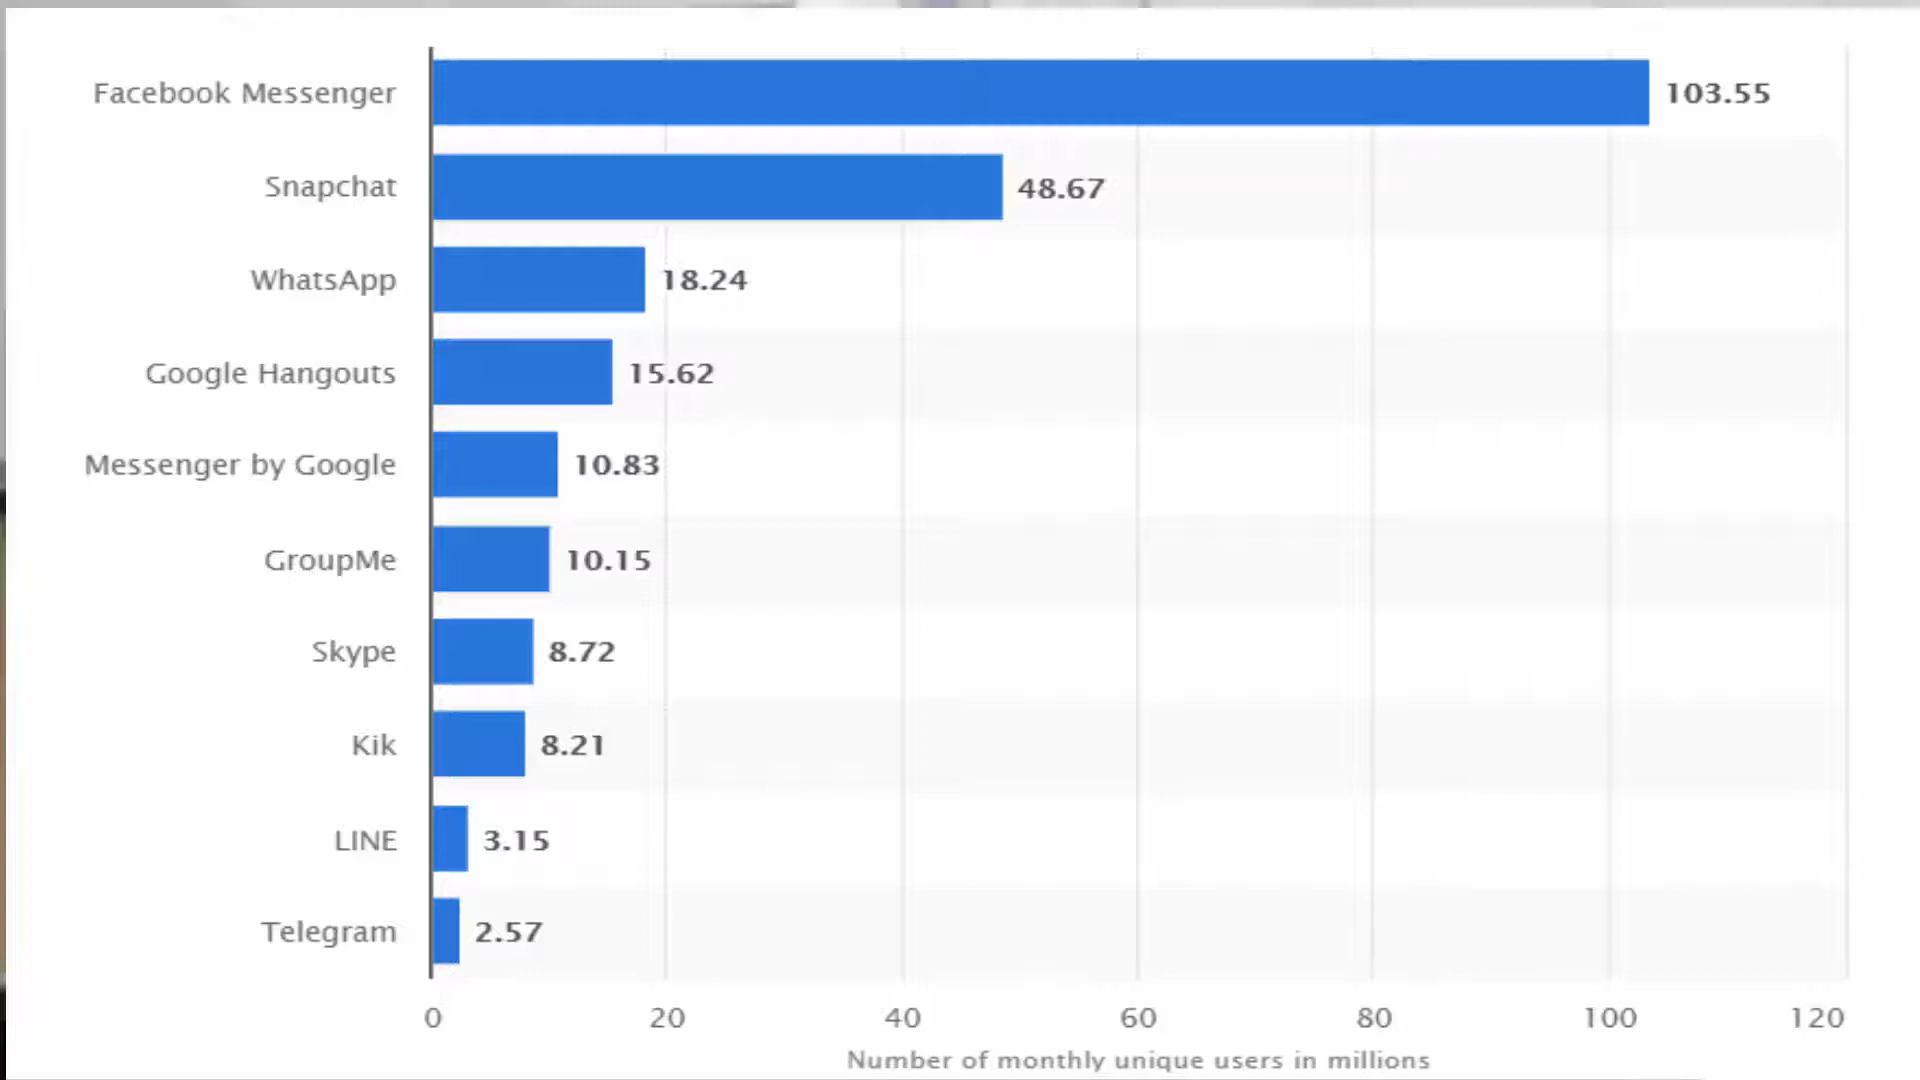 Facebook Messenger 103.55
Snapchat 48.67
WhatsApp 18.24
Google Hangouts 15.62
Messenger by Google 10.83
GroupMe 10.15
Skype 8.72
Kik 8.21
LINE 3.15
Telegram 2.57
0 20 40 60 80 100 120
Number of monthly unique users in millions